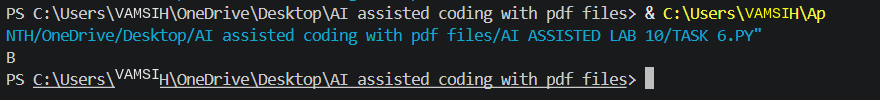 PS C:\Users\VAMSIH\OneDrive\Desktop\AI assisted coding with pdf files> & C:\Users\VAMSIH\Ap
NTH/OneDrive/Desktop/AI assisted coding with pdf files/AI ASSISTED LAB 10/TASK 6.PY"
B
PS C:\Users\VAMSIH\OneDrive\Desktop\AI assisted coding with pdf files>